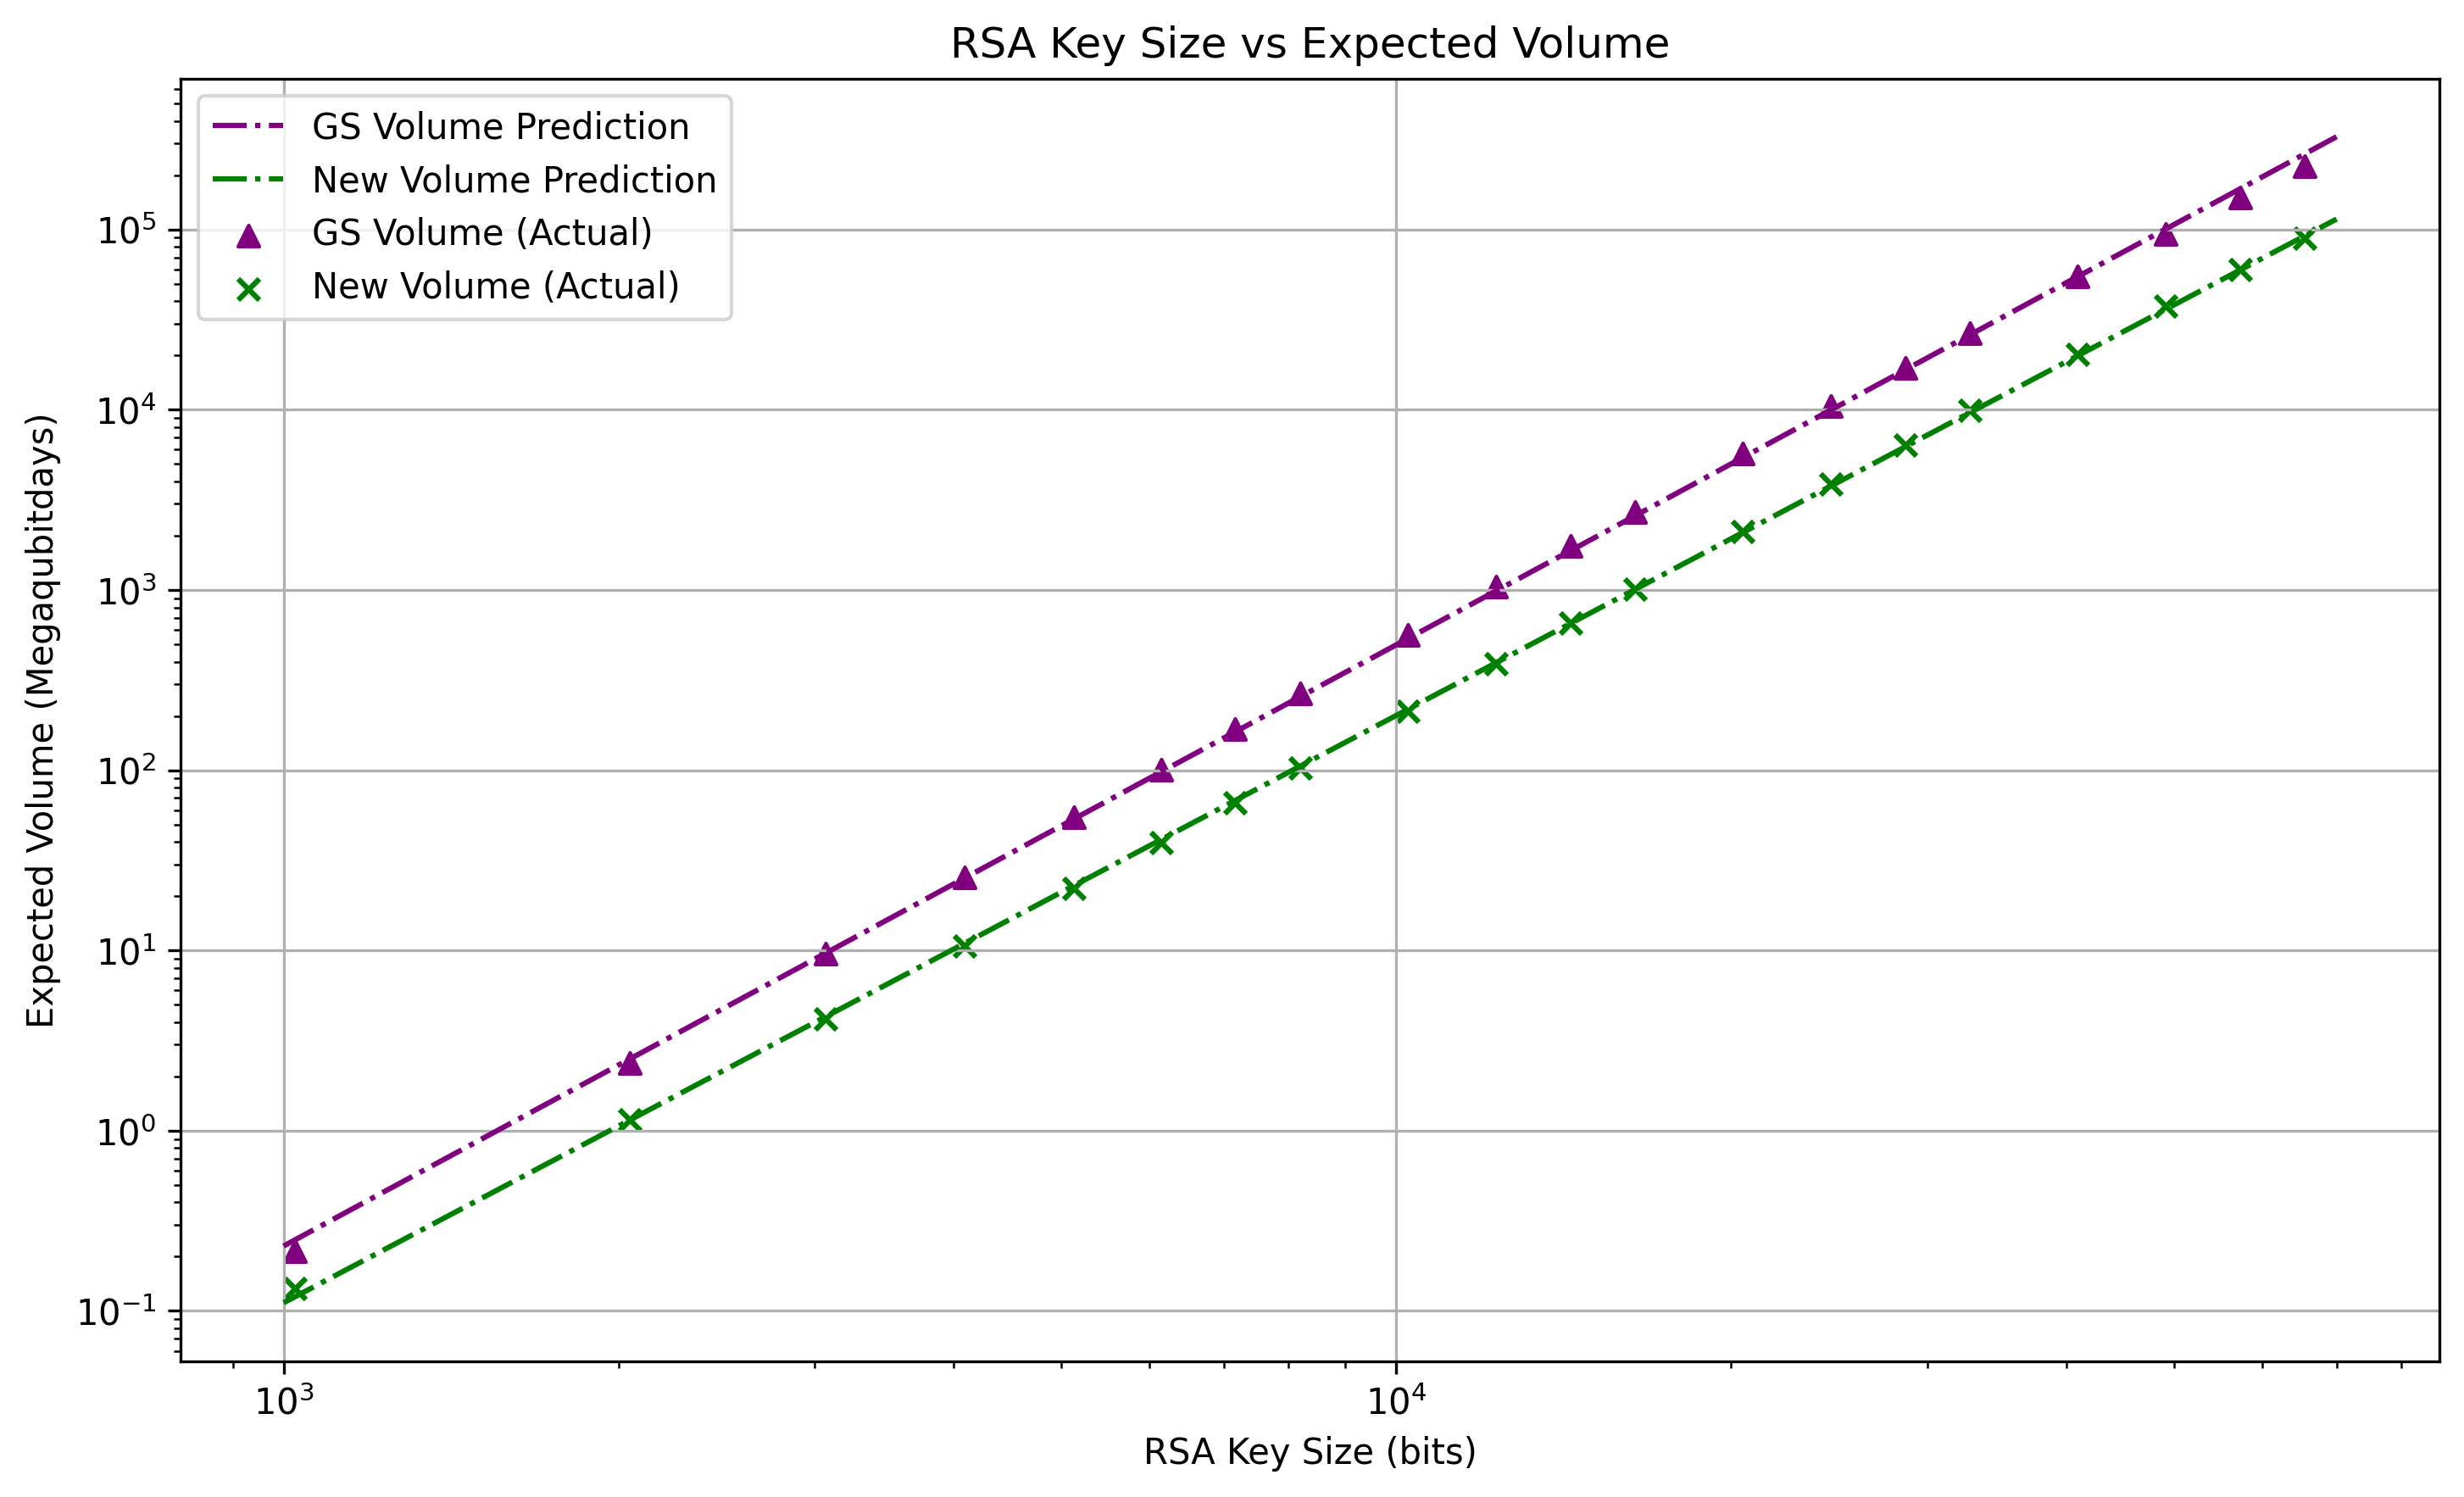 RSA Key Size vs Expected Volume
GS Volume Prediction
New Volume Prediction
GS Volume (Actual)
New Volume (Actual)
Expected Volume (Megaqubitdays)
10⁵
10⁴
10³
10²
10¹
10⁰
10⁻¹
10³
10⁴
RSA Key Size (bits)